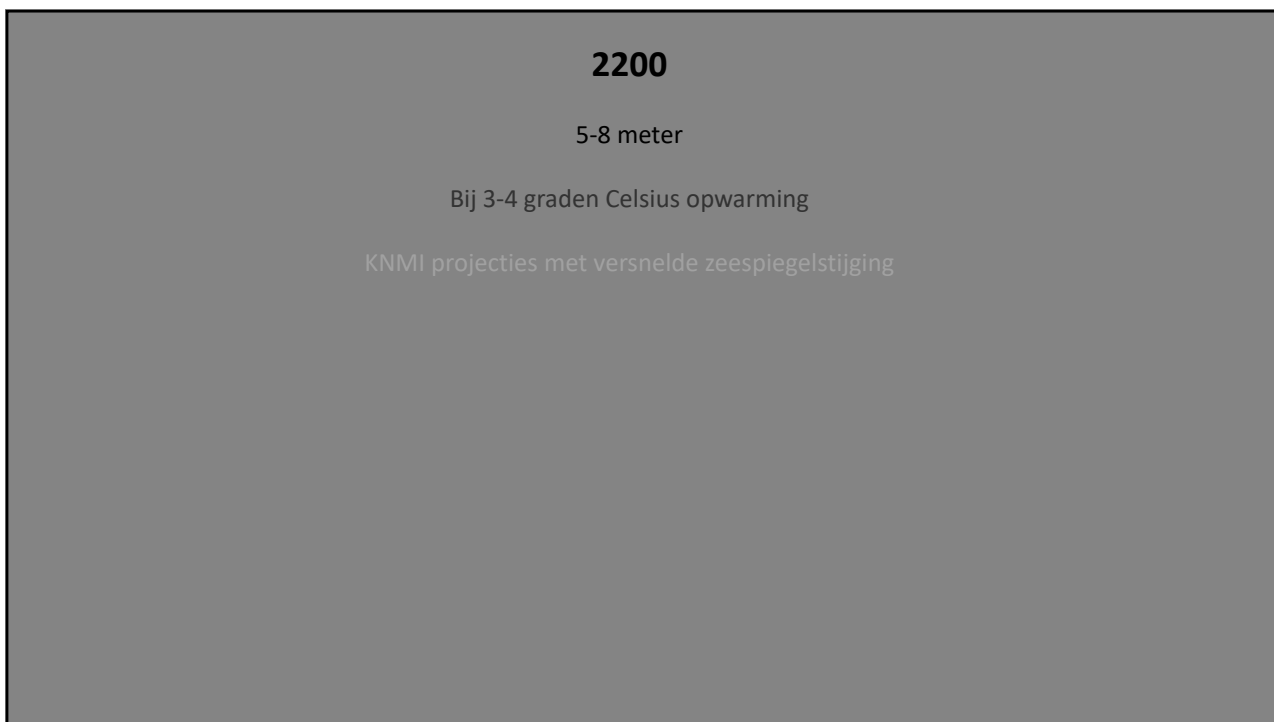 2200
5-8 meter
Bij 3-4 graden Celsius opwarming
KNMI projecties met versnelde zeespiegelstijging